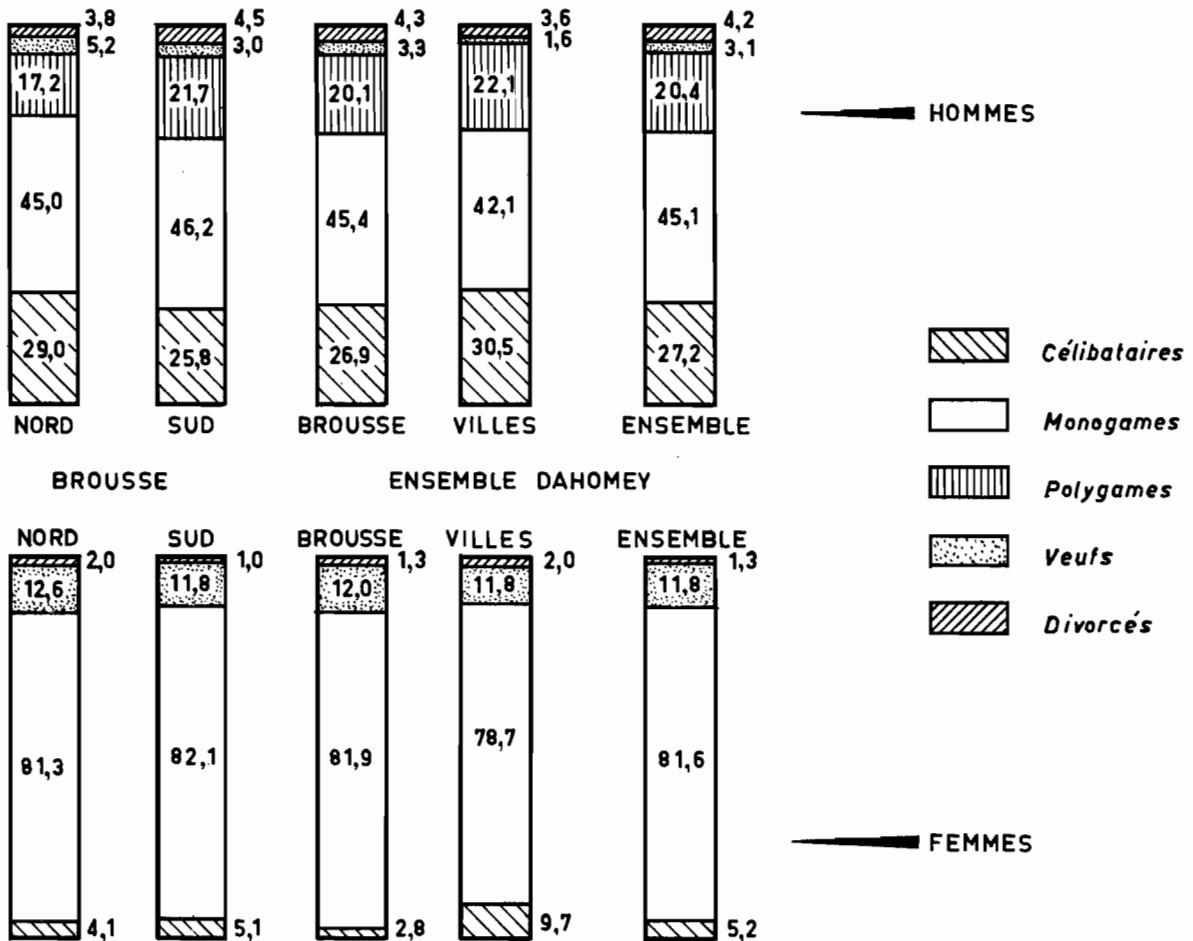 3,8 4,5 4,3 3,6 4,2
5,2 3,0 3,3 1,6 3,1
17,2 21,7 20,1 22,1 20,4
HOMMES
45,0 46,2 45,4 42,1 45,1
29,0 25,8 26,9 30,5 27,2
NORD SUD BROUSSE VILLES ENSEMBLE
BROUSSE ENSEMBLE DAHOMEY
NORD SUD BROUSSE VILLES ENSEMBLE
2,0 1,0 1,3 2,0 1,3
12,6 11,8 12,0 11,8 11,8
81,3 82,1 81,9 78,7 81,6
FEMMES
4,1 5,1 2,8 9,7 5,2
Célibataires
Monogames
Polygames
Veufs
Divorcés